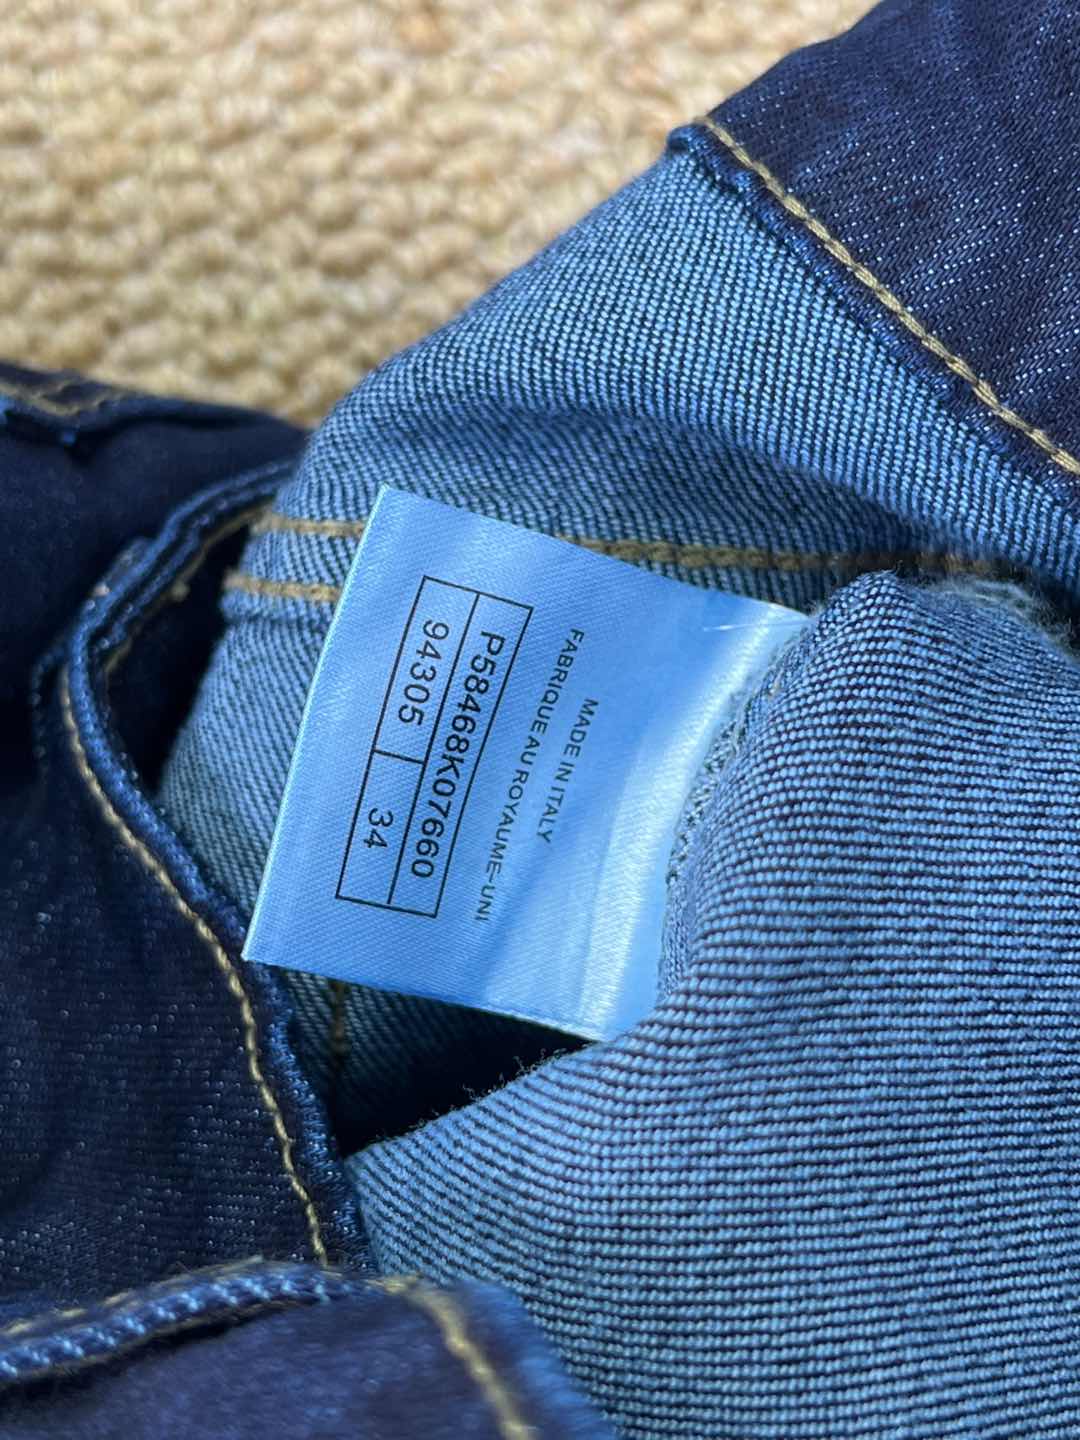 MADE IN ITALY
FABRIQUE AU ROYAUME-UNI
P58468K07660
94305 34